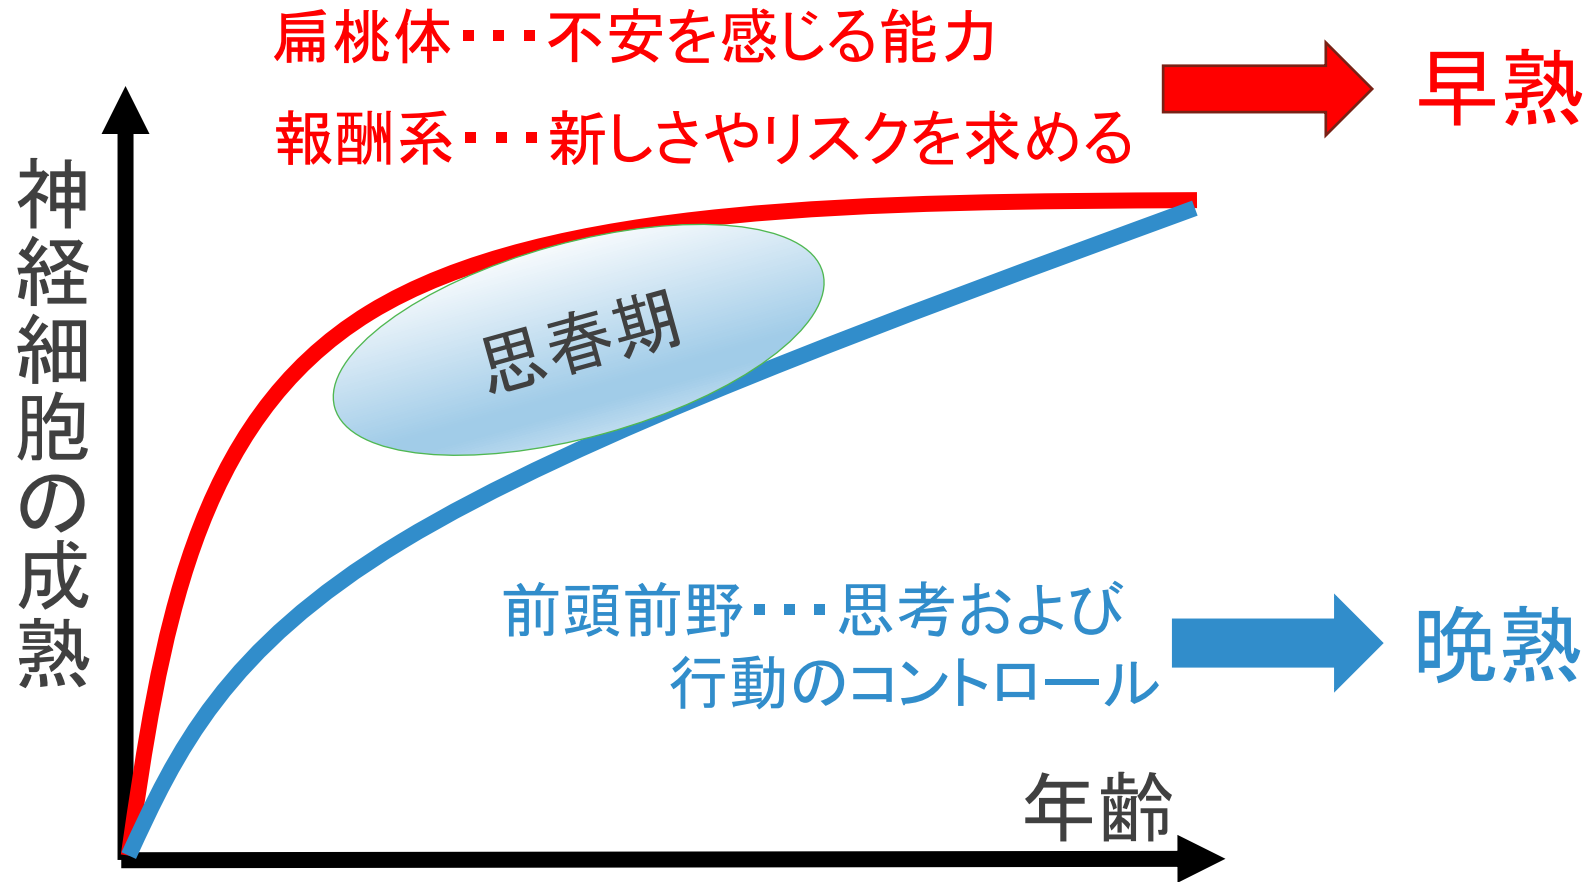 扁桃体・・・不安を感じる能力
早熟
報酬系・・・新しさやリスクを求める
神経細胞の成熟
思春期
前頭前野・・・思考および
行動のコントロール
晩熟
年齢